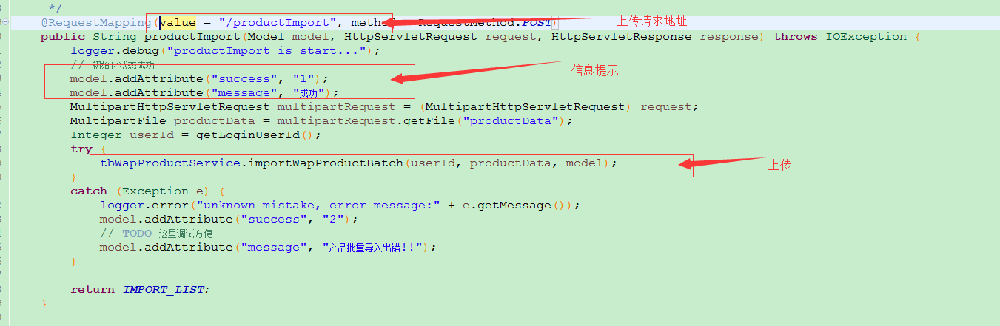 */
@RequestMapping(value = "/productImport", method = RequestMethod.POST) 上传请求地址
public String productImport(Model model, HttpServletRequest request, HttpServletResponse response) throws IOException {
logger.debug("productImport is start...");
// 初始化状态成功
model.addAttribute("success", "1"); 信息提示
model.addAttribute("message", "成功");
MultipartHttpServletRequest multipartRequest = (MultipartHttpServletRequest) request;
MultipartFile productData = multipartRequest.getFile("productData");
Integer userId = getLoginUserId();
try {
tbWapProductService.importWapProductBatch(userId, productData, model); 上传
}
catch (Exception e) {
logger.error("unknown mistake, error message:" + e.getMessage());
model.addAttribute("success", "2");
// TODO 这里调试方便
model.addAttribute("message", "产品批量导入出错!!");
}
return IMPORT_LIST;
}